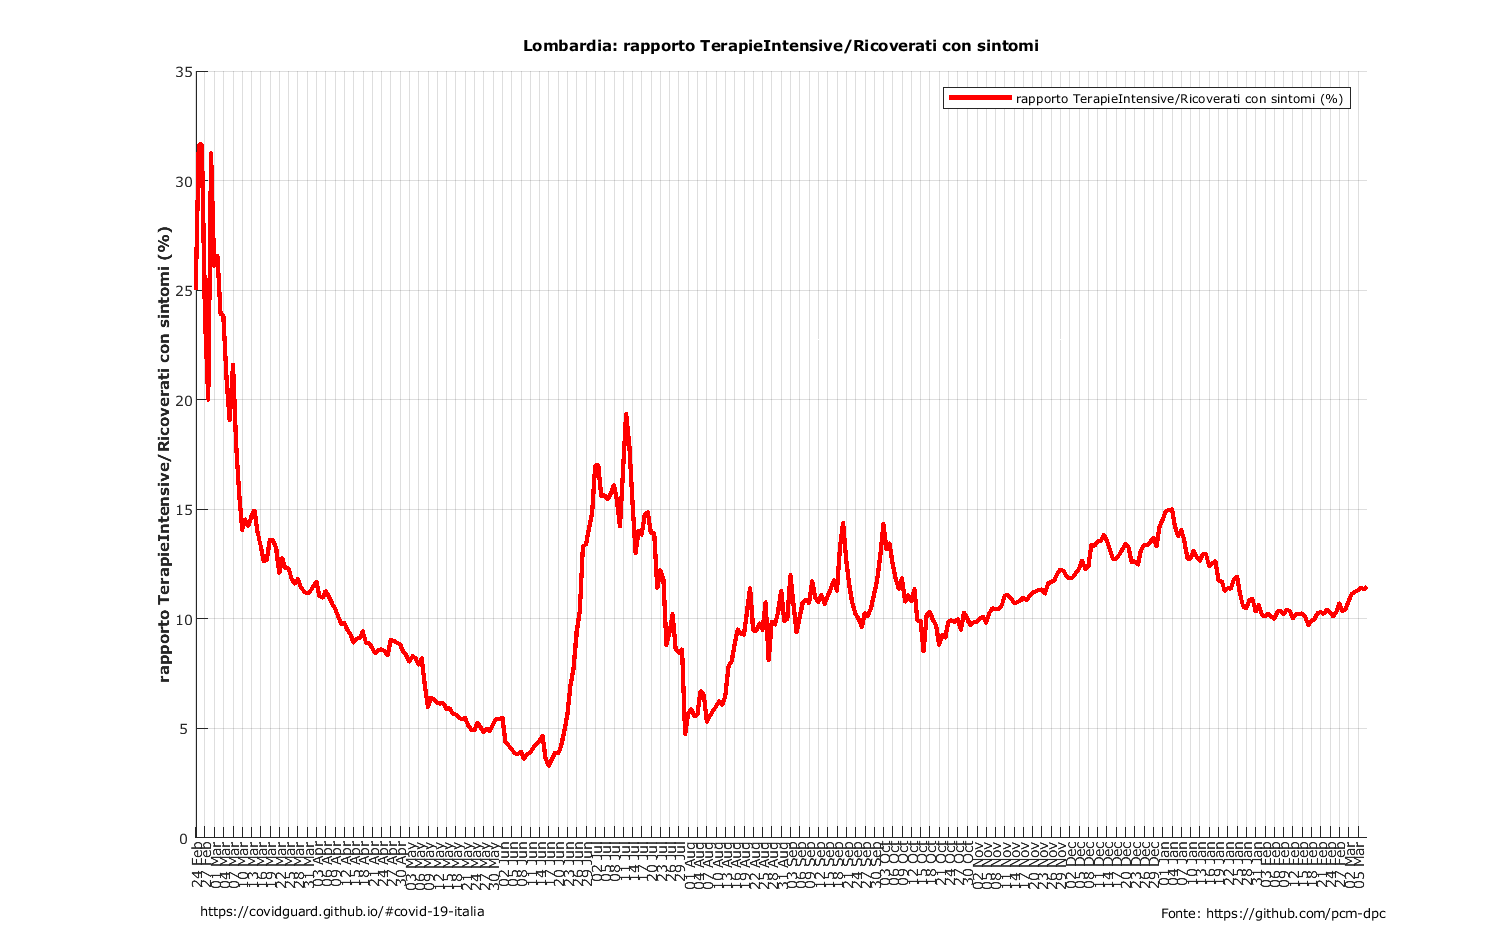 Lombardia: rapporto TerapieIntensive/Ricoverati con sintomi
rapporto TerapieIntensive/Ricoverati con sintomi (%)
rapporto TerapieIntensive/Ricoverati con sintomi (%)
35
30
25
20
15
10
5
0
24 Feb
27 Feb
01 Mar
04 Mar
07 Mar
10 Mar
13 Mar
16 Mar
19 Mar
22 Mar
25 Mar
28 Mar
31 Mar
03 Apr
06 Apr
09 Apr
12 Apr
15 Apr
18 Apr
21 Apr
24 Apr
27 Apr
30 Apr
03 May
06 May
09 May
12 May
15 May
18 May
21 May
24 May
27 May
30 May
02 Jun
05 Jun
08 Jun
11 Jun
14 Jun
17 Jun
20 Jun
23 Jun
26 Jun
29 Jun
02 Jul
05 Jul
08 Jul
11 Jul
14 Jul
17 Jul
20 Jul
23 Jul
26 Jul
29 Jul
01 Aug
04 Aug
07 Aug
10 Aug
13 Aug
16 Aug
19 Aug
22 Aug
25 Aug
28 Aug
31 Aug
03 Sep
06 Sep
09 Sep
12 Sep
15 Sep
18 Sep
21 Sep
24 Sep
27 Sep
30 Sep
03 Oct
06 Oct
09 Oct
12 Oct
15 Oct
18 Oct
21 Oct
24 Oct
27 Oct
30 Oct
02 Nov
05 Nov
08 Nov
11 Nov
14 Nov
17 Nov
20 Nov
23 Nov
26 Nov
29 Nov
02 Dec
05 Dec
08 Dec
11 Dec
14 Dec
17 Dec
20 Dec
23 Dec
26 Dec
29 Dec
01 Jan
04 Jan
07 Jan
10 Jan
13 Jan
16 Jan
19 Jan
22 Jan
25 Jan
28 Jan
31 Jan
03 Feb
06 Feb
09 Feb
12 Feb
15 Feb
18 Feb
21 Feb
24 Feb
27 Feb
02 Mar
05 Mar
https://covidguard.github.io/#covid-19-italia
Fonte: https://github.com/pcm-dpc